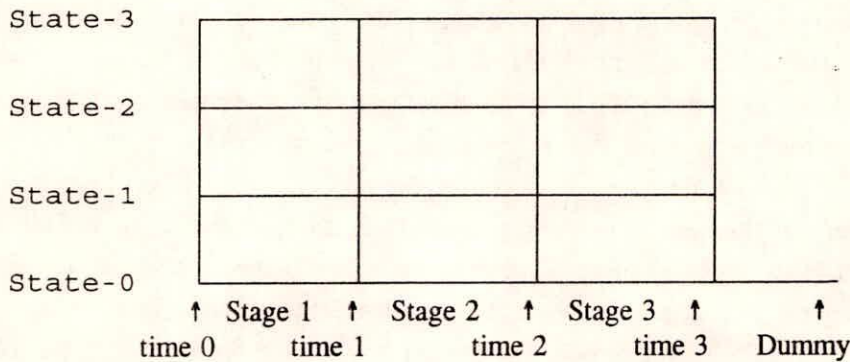 State-3
State-2
State-1
State-0
↑ Stage 1 ↑ Stage 2 ↑ Stage 3 ↑ ↑
time 0 time 1 time 2 time 3 Dummy